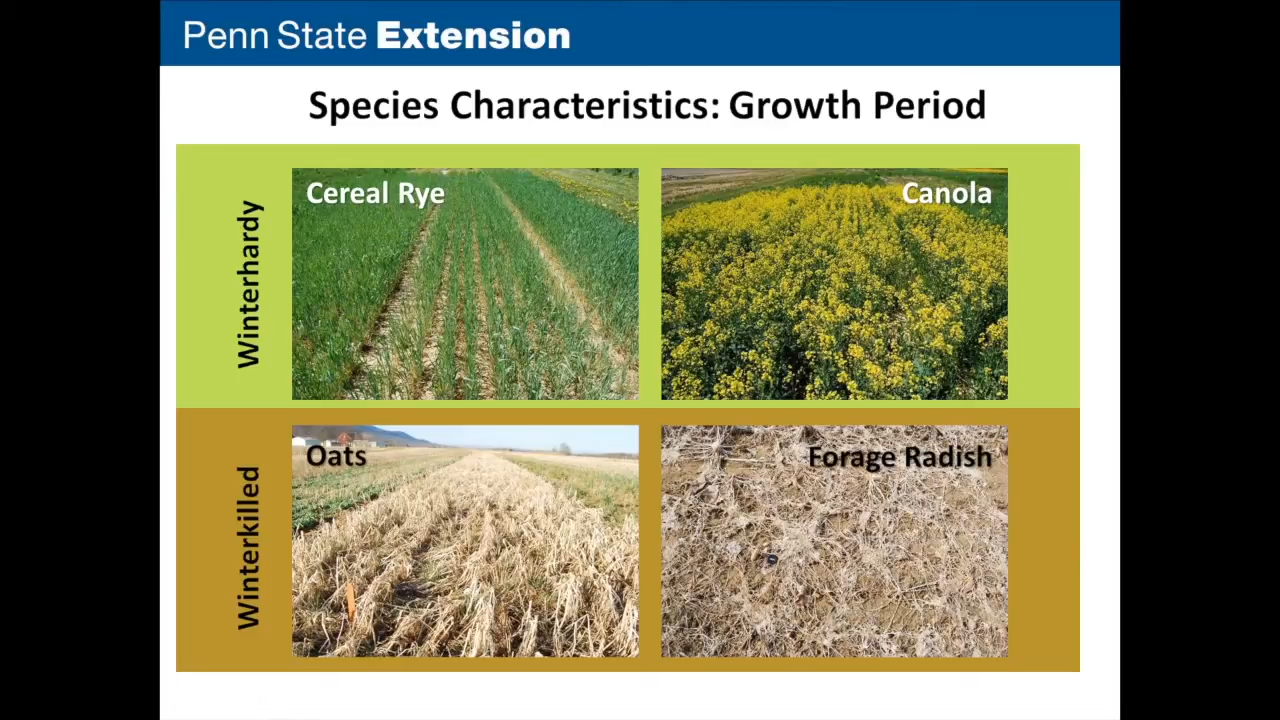 Penn State Extension
Species Characteristics: Growth Period
Winterhardy
Cereal Rye
Canola
Winterkilled
Oats
Forage Radish